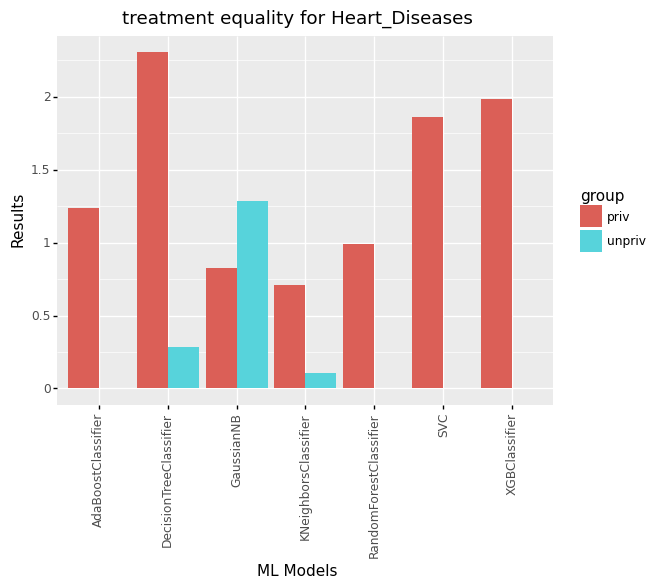 treatment equality for Heart_Diseases
Results
2
1.5
1
0.5
0
AdaBoostClassifier
DecisionTreeClassifier
GaussianNB
KNeighborsClassifier
RandomForestClassifier
SVC
XGBClassifier
ML Models
group
priv
unpriv